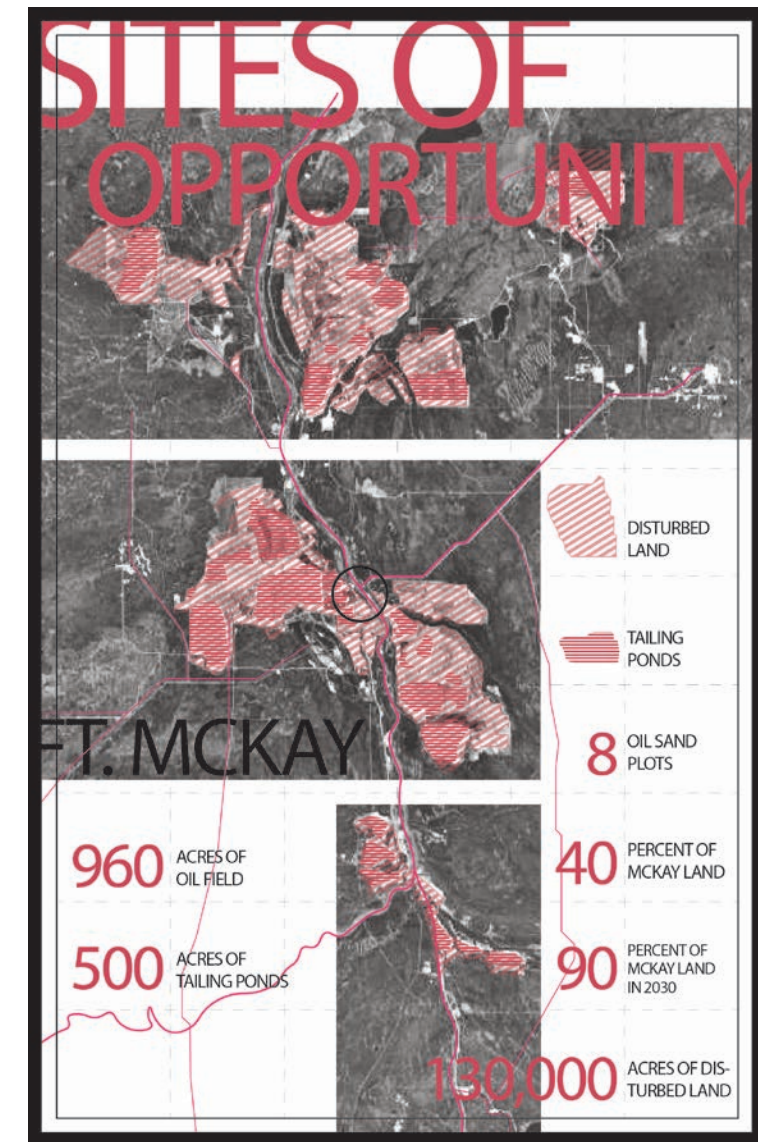 SITES OF
OPPORTUNITY
DISTURBED
LAND
TAILING
PONDS
FT. MCKAY
8
OIL SAND
PLOTS
960
ACRES OF
OIL FIELD
40
PERCENT OF
MCKAY LAND
500
ACRES OF
TAILING PONDS
90
PERCENT OF
MCKAY LAND
IN 2030
130,000
ACRES OF DIS-
TURBED LAND